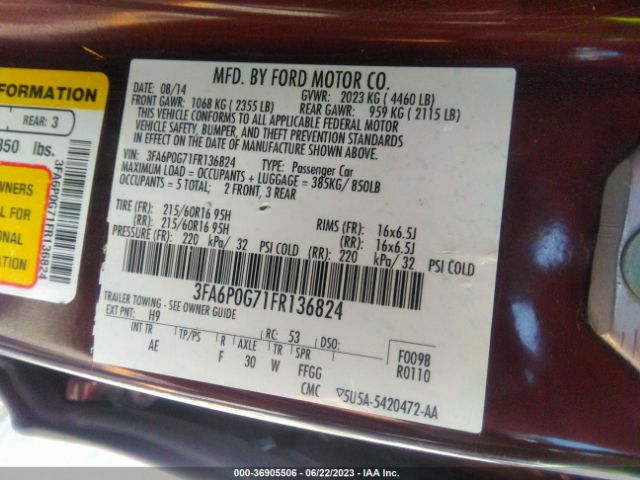 MFD. BY FORD MOTOR CO.
DATE: 08/14 GVWR: 2023 KG ( 4460 LB)
FRONT GAWR: 1068 KG ( 2355 LB) REAR GAWR: 959 KG ( 2115 LB)
THIS VEHICLE CONFORMS TO ALL APPLICABLE FEDERAL MOTOR
VEHICLE SAFETY, BUMPER, AND THEFT PREVENTION STANDARDS
IN EFFECT ON THE DATE OF MANUFACTURE SHOWN ABOVE.
VIN: 3FA6P0G71FR136824 TYPE: Passenger Car
MAXIMUM LOAD = OCCUPANTS + LUGGAGE = 385KG/ 850LB
OCCUPANTS = 5 TOTAL, 2 FRONT, 3 REAR
TIRE (FR): 215/60R16 95H RIMS (FR): 16x6.5J
(RR): 215/60R16 95H (RR): 16x6.5J
PRESSURE (FR): 220 kPa/ 32 PSI COLD (RR): 220 kPa/ 32 PSI COLD
3FA6P0G71FR136824
TRAILER TOWING - SEE OWNER GUIDE
EXT PNT: H9 RC: 53 DSO:
INT TR TP/PS R AXLE TR SPR
AE F 30 W FFGG
CMC
F0098
R0110
5U5A-5420472-AA
FORMATION
REAR: 3
850 lbs.
3FA6P0G71FR136824
WNERS
L FOR
ONAL
ON
000-36905506 - 06/22/2023 - IAA Inc.